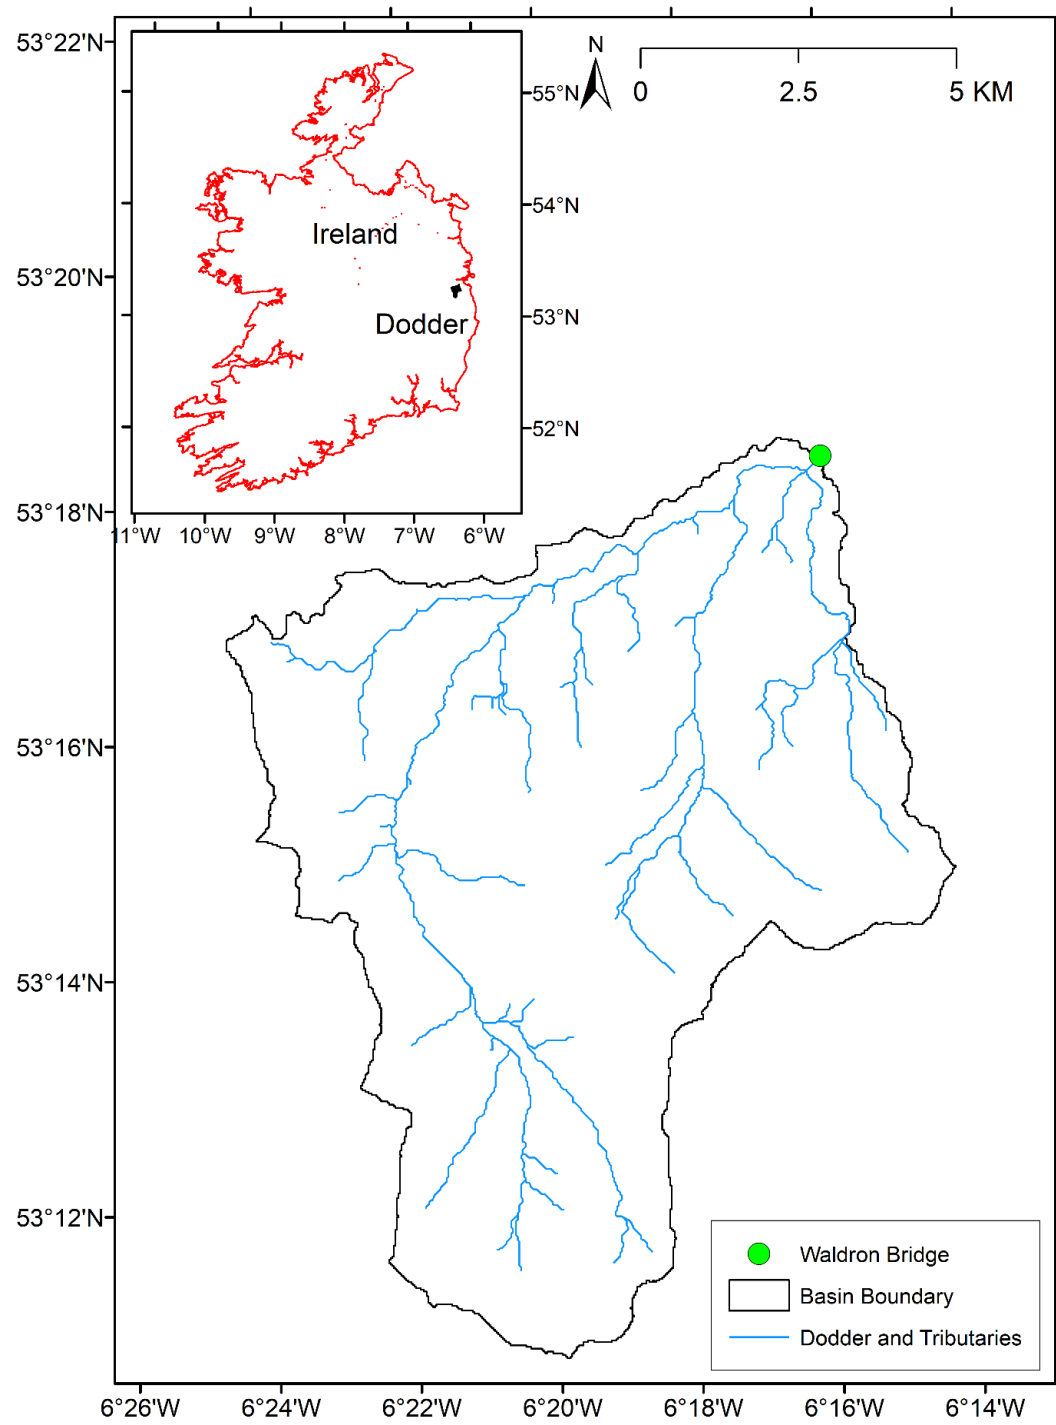 53°22'N
53°20'N
53°18'N
53°16'N
53°14'N
53°12'N
6°26'W 6°24'W 6°22'W 6°20'W 6°18'W 6°16'W 6°14'W
N
0 2.5 5 KM
55°N
54°N
53°N
52°N
11°W 10°W 9°W 8°W 7°W 6°W
Ireland
Dodder
Waldron Bridge
Basin Boundary
Dodder and Tributaries